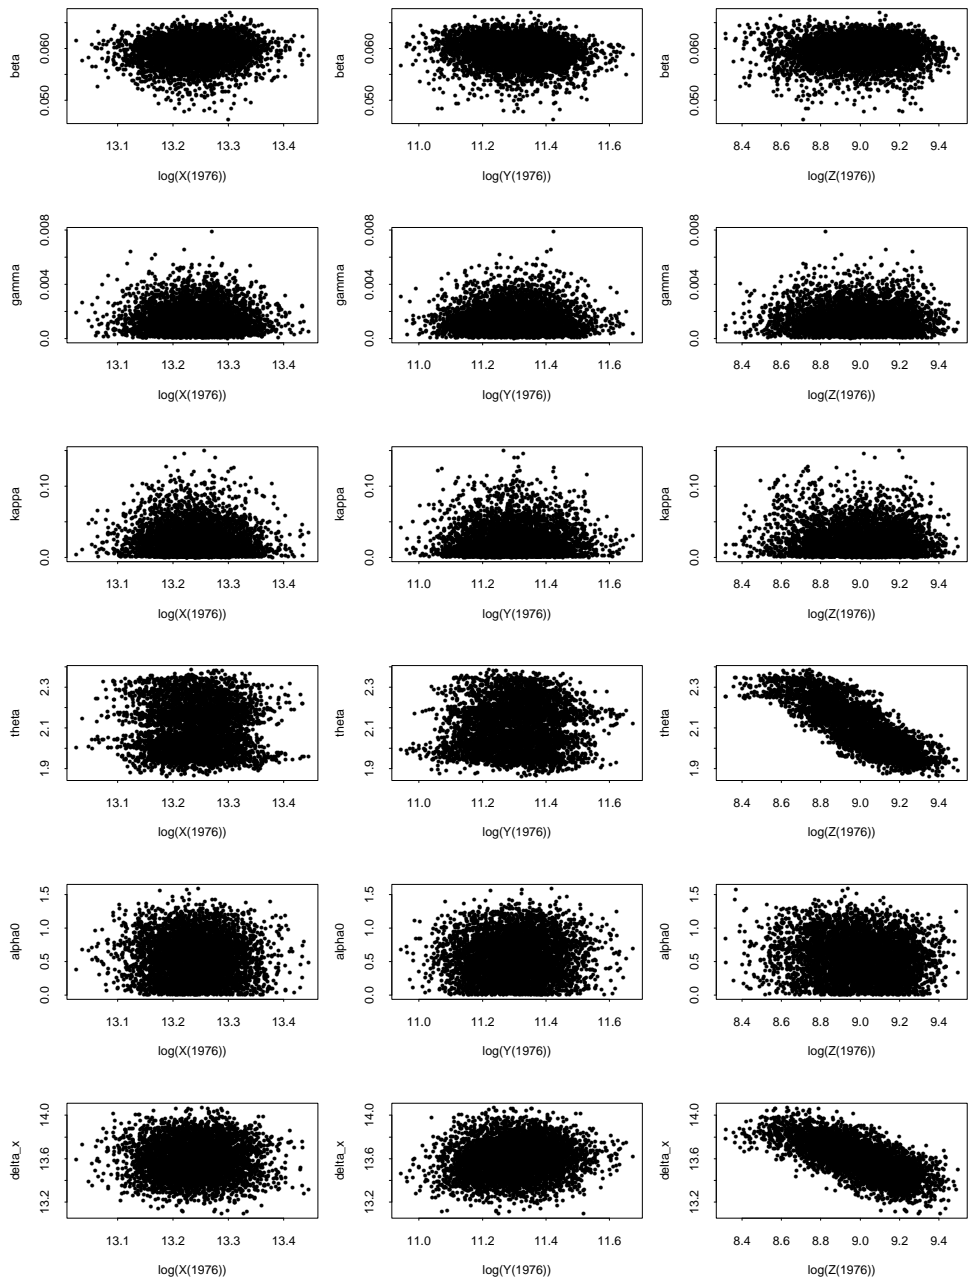 beta
0.050 0.060
13.1 13.2 13.3 13.4
log(X(1976))
beta
0.050 0.060
11.0 11.2 11.4 11.6
log(Y(1976))
beta
0.050 0.060
8.4 8.6 8.8 9.0 9.2 9.4
log(Z(1976))
gamma
0.0 0.004 0.008
13.1 13.2 13.3 13.4
log(X(1976))
gamma
0.0 0.004 0.008
11.0 11.2 11.4 11.6
log(Y(1976))
gamma
0.0 0.004 0.008
8.4 8.6 8.8 9.0 9.2 9.4
log(Z(1976))
kappa
0.0 0.10
13.1 13.2 13.3 13.4
log(X(1976))
kappa
0.0 0.10
11.0 11.2 11.4 11.6
log(Y(1976))
kappa
0.0 0.10
8.4 8.6 8.8 9.0 9.2 9.4
log(Z(1976))
theta
1.9 2.1 2.3
13.1 13.2 13.3 13.4
log(X(1976))
theta
1.9 2.1 2.3
11.0 11.2 11.4 11.6
log(Y(1976))
theta
1.9 2.1 2.3
8.4 8.6 8.8 9.0 9.2 9.4
log(Z(1976))
alpha0
0.0 0.5 1.0 1.5
13.1 13.2 13.3 13.4
log(X(1976))
alpha0
0.0 0.5 1.0 1.5
11.0 11.2 11.4 11.6
log(Y(1976))
alpha0
0.0 0.5 1.0 1.5
8.4 8.6 8.8 9.0 9.2 9.4
log(Z(1976))
delta_x
13.2 13.6 14.0
13.1 13.2 13.3 13.4
log(X(1976))
delta_x
13.2 13.6 14.0
11.0 11.2 11.4 11.6
log(Y(1976))
delta_x
13.2 13.6 14.0
8.4 8.6 8.8 9.0 9.2 9.4
log(Z(1976))